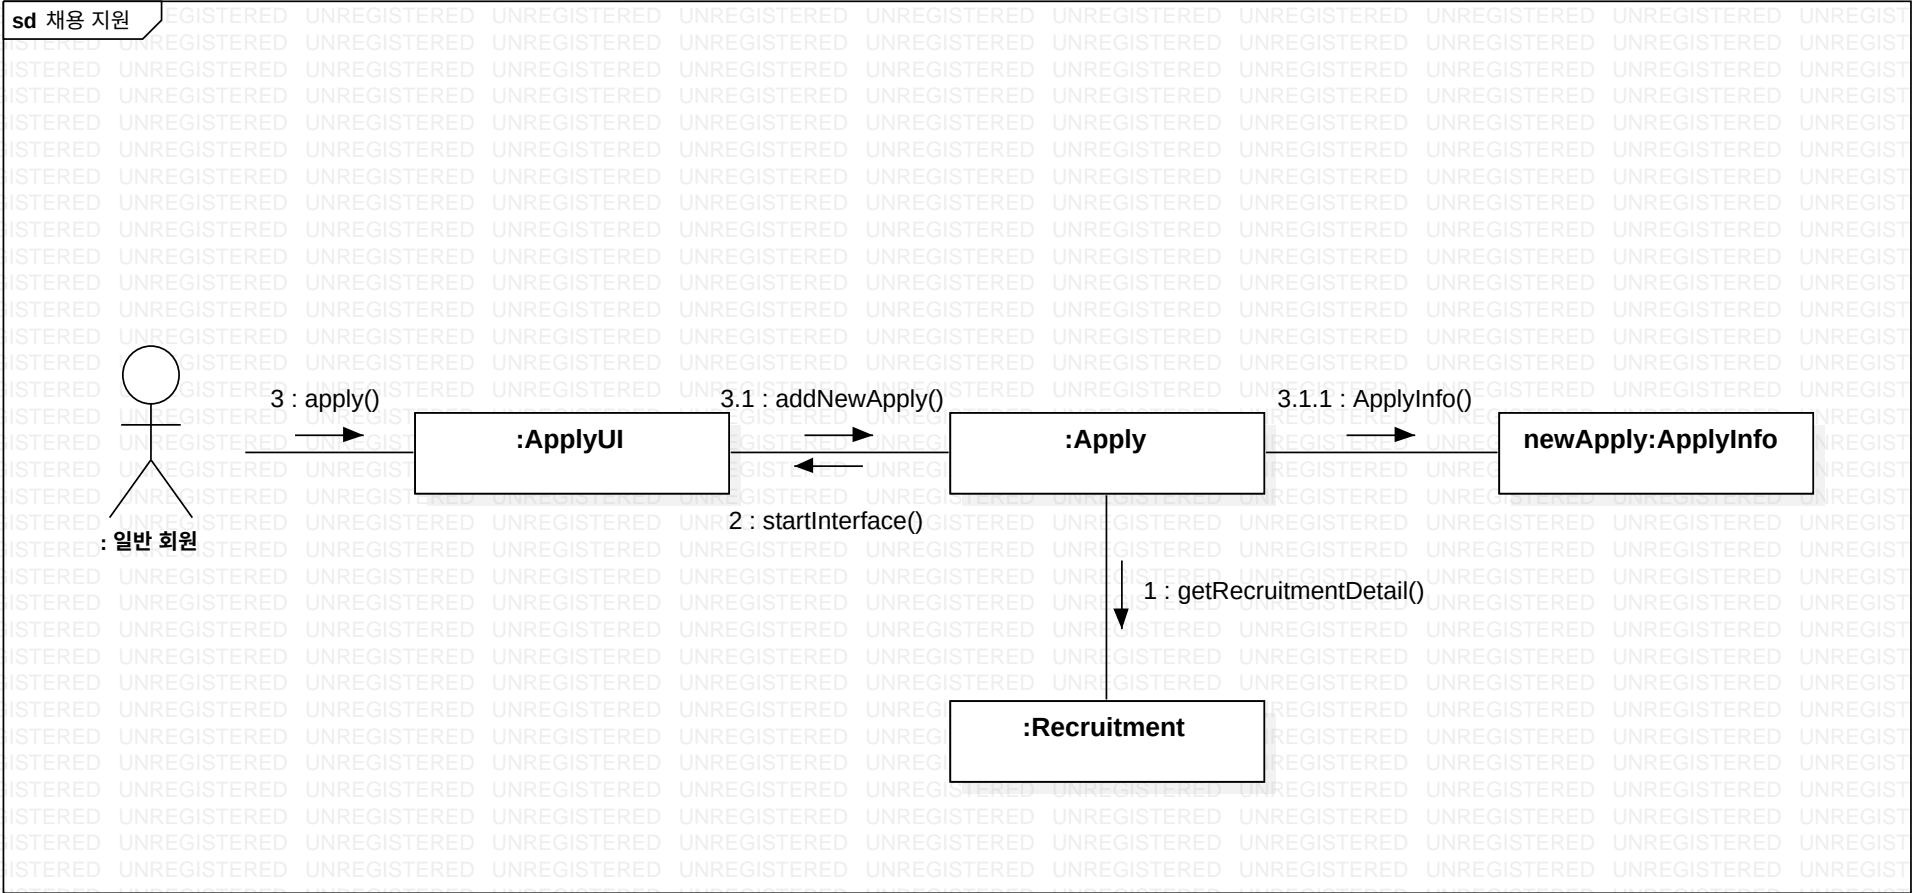 sd 채용 지원
3 : apply()
3.1 : addNewApply()
3.1.1 : ApplyInfo()
:ApplyUI
:Apply
newApply:ApplyInfo
2 : startInterface()
: 일반 회원
1 : getRecruitmentDetail()
:Recruitment
UNREGISTERED